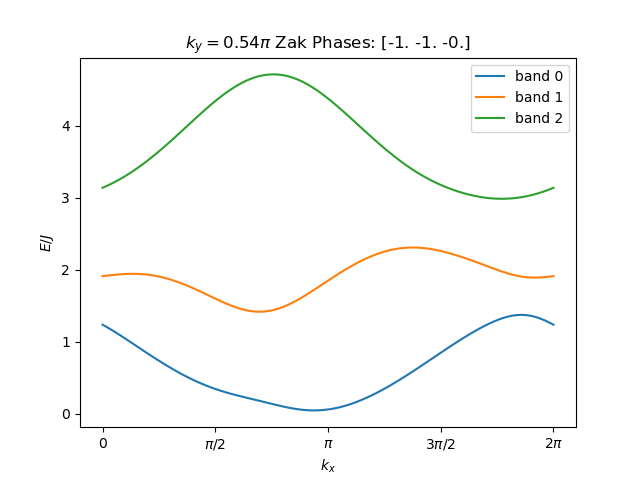 k_y = 0.54π Zak Phases: [-1. -1. -0.]
band 0
band 1
band 2
E/J
4
3
2
1
0
0 π/2 π 3π/2 2π
k_x